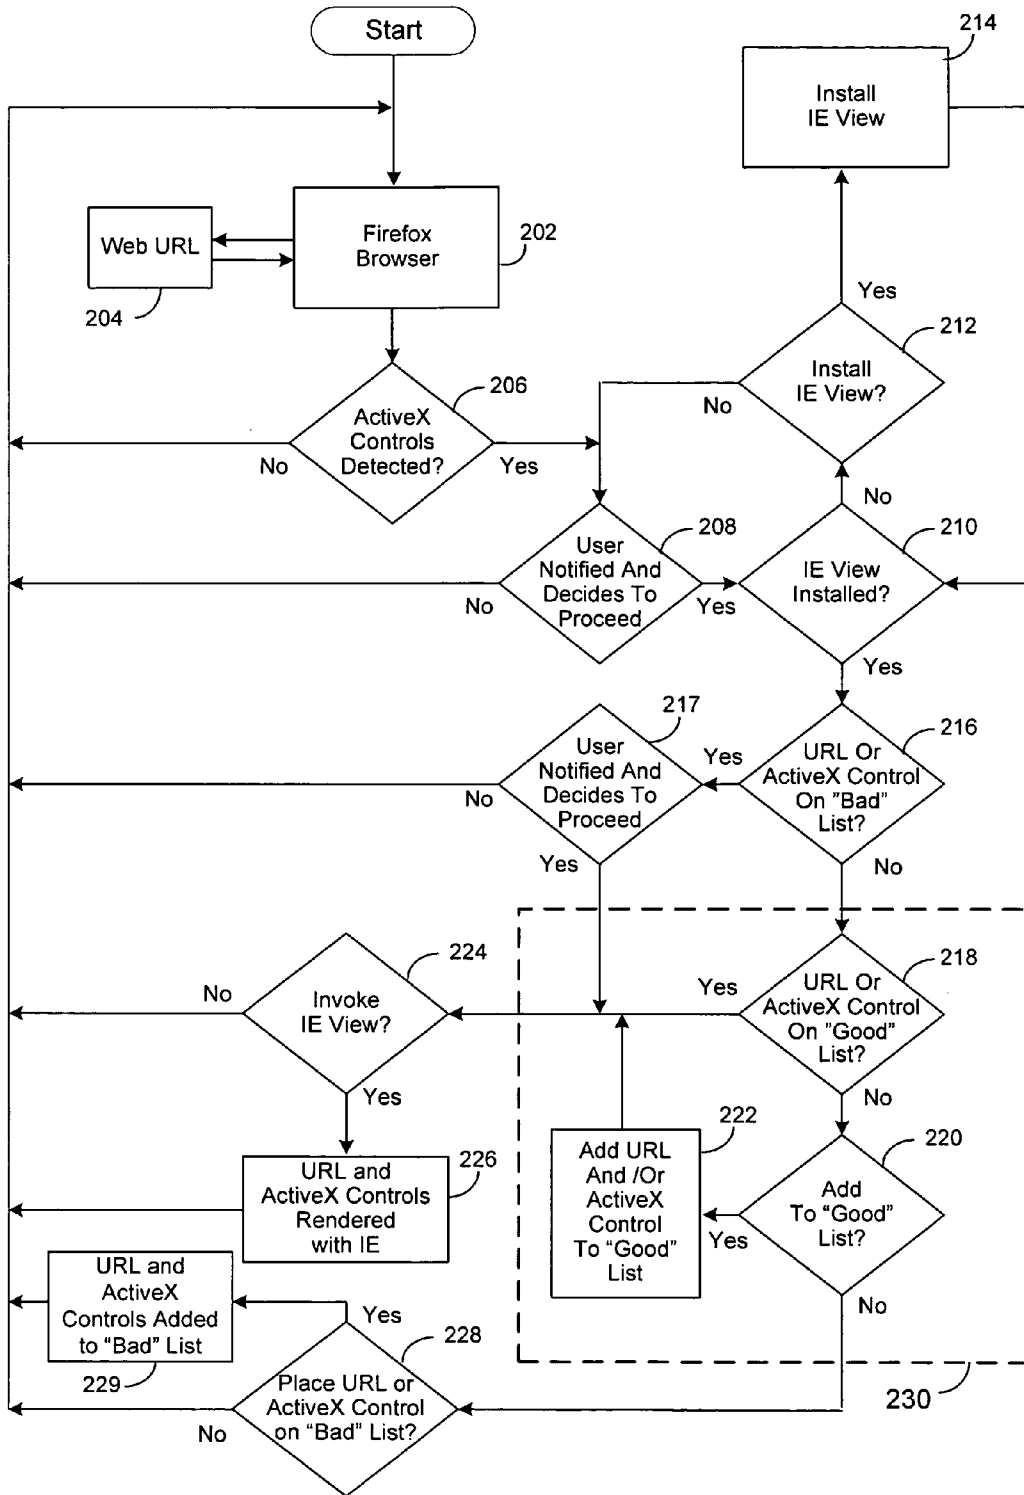 Start
214
Install
IE View
Web URL
204
Firefox
Browser
202
Yes
212
Install
IE View?
No
206
ActiveX
Controls
Detected?
No
Yes
No
208
User
Notified And
Decides To
Proceed
No
Yes
210
IE View
Installed?
Yes
217
User
Notified And
Decides To
Proceed
No
Yes
Yes
216
URL Or
ActiveX Control
On "Bad"
List?
No
224
Invoke
IE View?
No
Yes
218
URL Or
ActiveX Control
On "Good"
List?
Yes
No
222
Add URL
And /Or
ActiveX
Control
To “Good”
List
220
Add
To “Good”
List?
Yes
No
226
URL and
ActiveX Controls
Rendered
with IE
URL and
ActiveX
Controls Added
to “Bad” List
229
Yes
228
Place URL or
ActiveX Control
on “Bad” List?
No
230